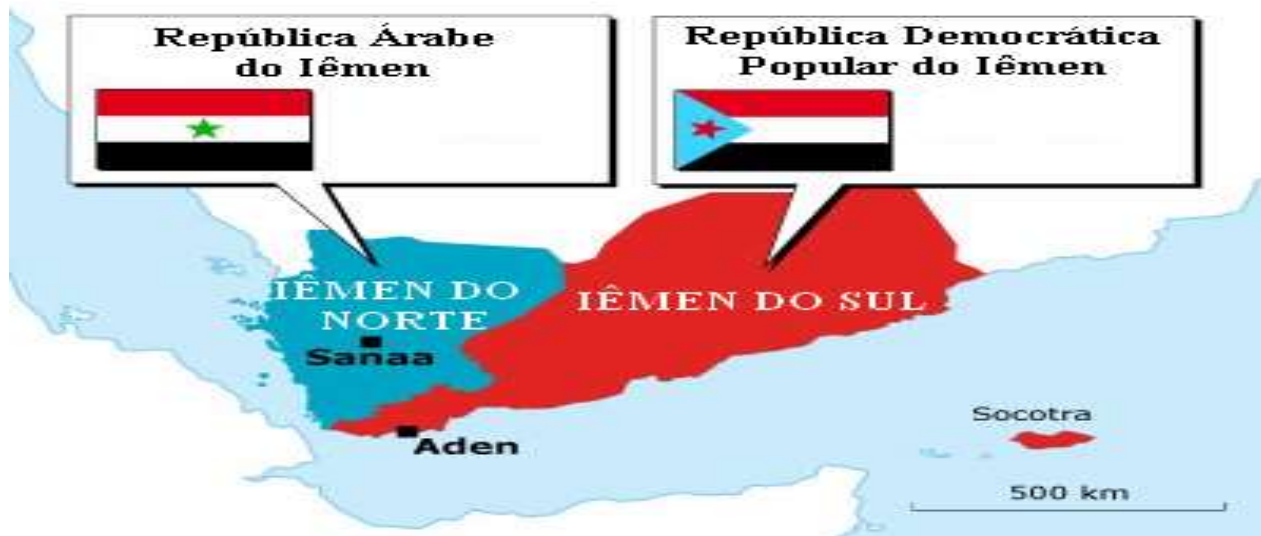 República Árabe
do Iêmen
República Democrática
Popular do Iêmen
IÊMEN DO
NORTE
IÊMEN DO SUL
Sanaa
Aden
Socotra
500 km